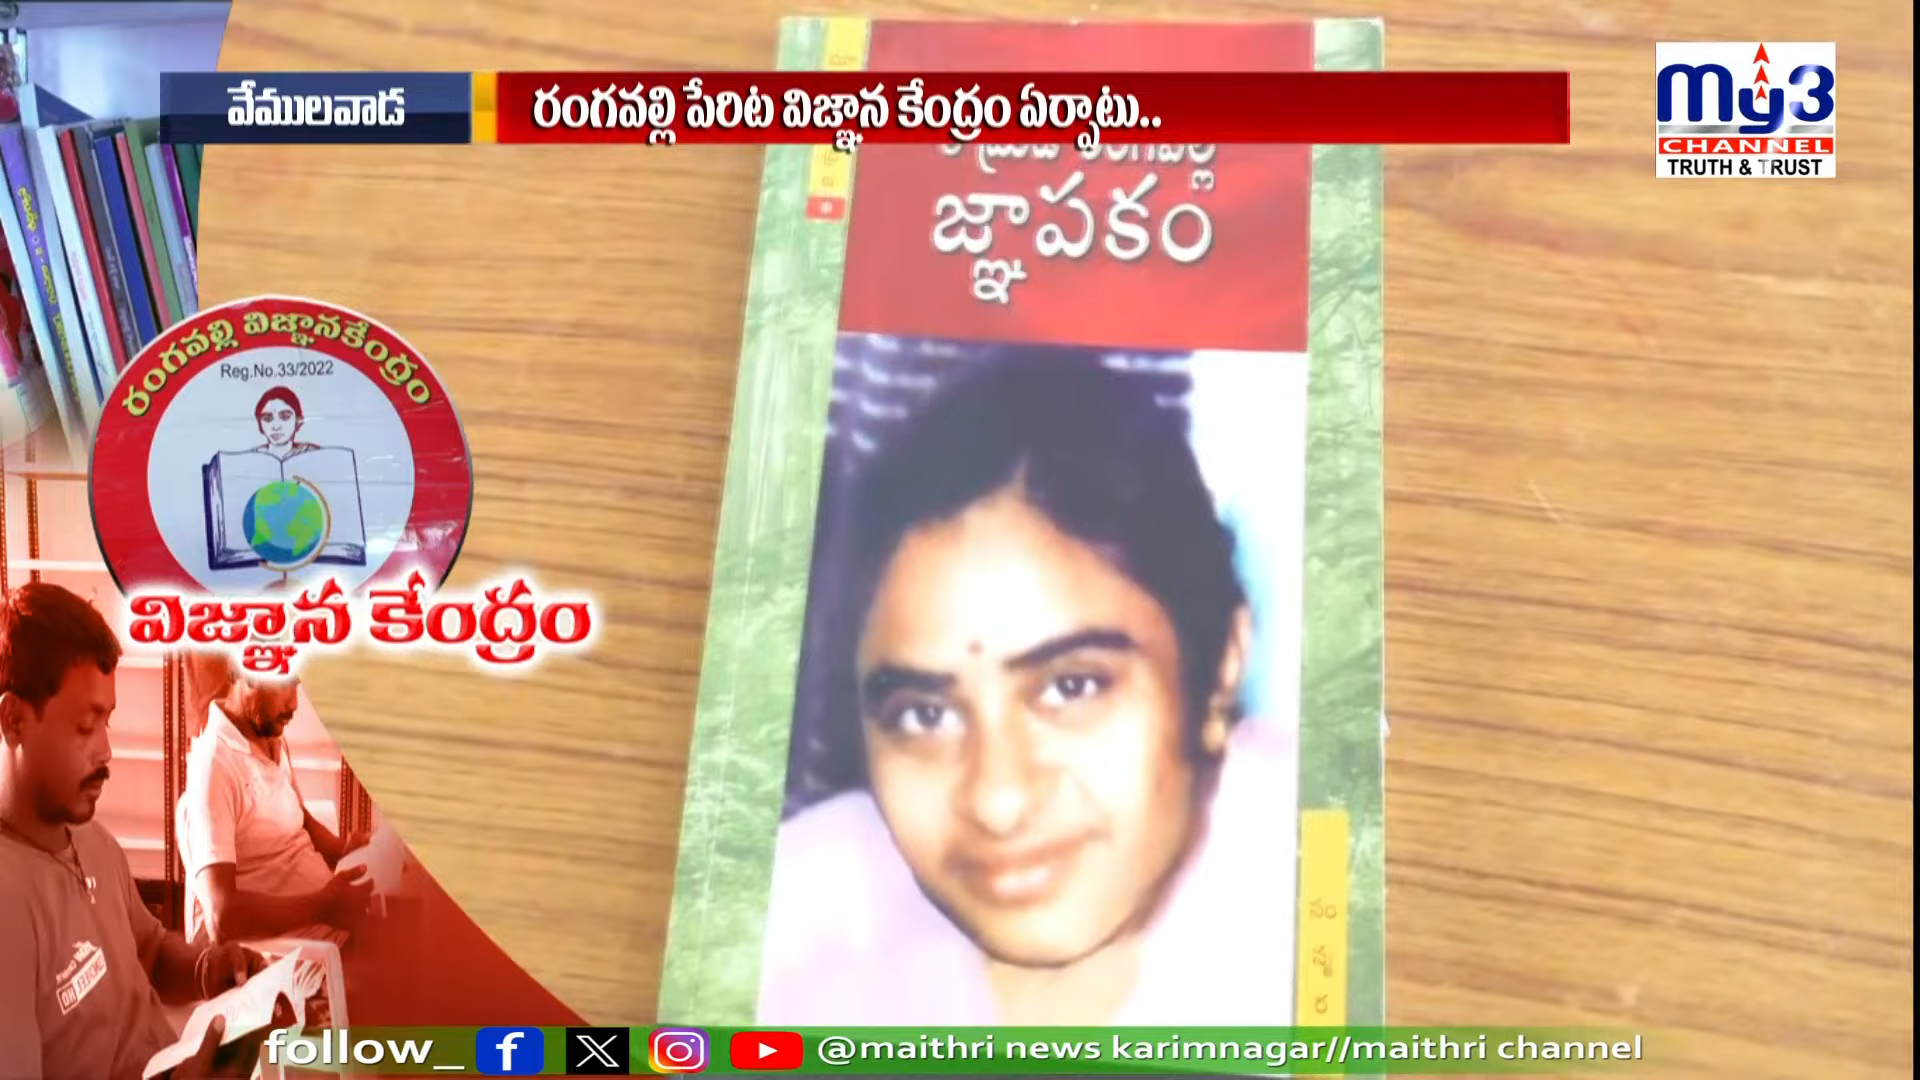 వేములవాడ
రంగవల్లి పేరిట విజ్ఞాన కేంద్రం ఏర్పాటు..
my3
CHANNEL
TRUTH & TRUST
జ్ఞాపకం
రంగవల్లి విజ్ఞానకేంద్రం
Reg.No.33/2022
విజ్ఞాన కేంద్రం
follow_ @maithri news karimnagar//maithri channel